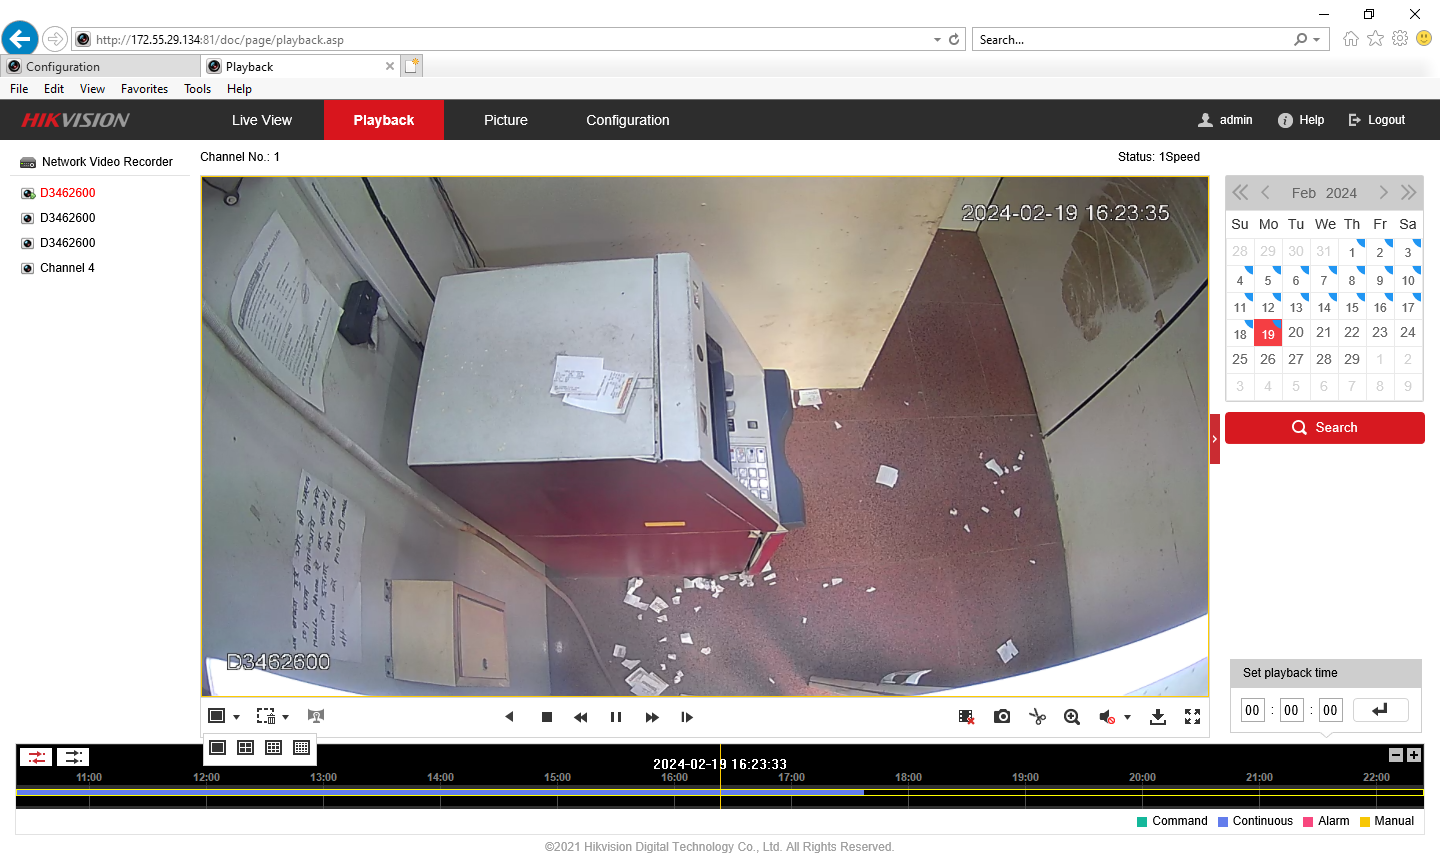 http://172.55.29.134:81/doc/page/playback.asp
Search...
Configuration
Playback
File Edit View Favorites Tools Help
HIKVISION
Live View Playback Picture Configuration
admin Help Logout
Network Video Recorder
D3462600
D3462600
D3462600
Channel 4
Channel No.: 1
Status: 1Speed
2024-02-19 16:23:35
Mobile Phone
Download
app
D3462600
Feb 2024
Su Mo Tu We Th Fr Sa
28 29 30 31 1 2 3
4 5 6 7 8 9 10
11 12 13 14 15 16 17
18 19 20 21 22 23 24
25 26 27 28 29 1 2
3 4 5 6 7 8 9
Search
Set playback time
00 : 00 : 00
2024-02-19 16:23:33
11:00 12:00 13:00 14:00 15:00 16:00 17:00 18:00 19:00 20:00 21:00 22:00
Command Continuous Alarm Manual
©2021 Hikvision Digital Technology Co., Ltd. All Rights Reserved.